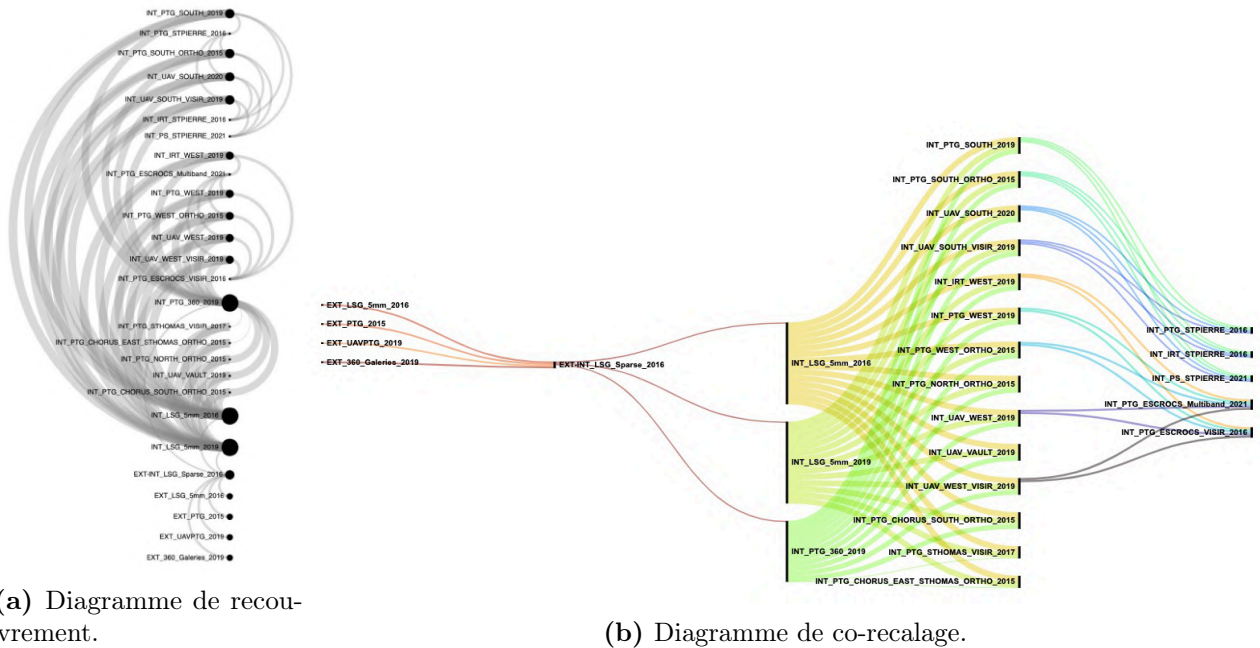 INT_PTG_SOUTH_2019
INT_PTG_STPIERRE_2016
INT_PTG_SOUTH_ORTHO_2015
INT_UAV_SOUTH_2020
INT_UAV_SOUTH_VISIR_2019
INT_IRT_STPIERRE_2016
INT_PS_STPIERRE_2021
INT_IRT_WEST_2019
INT_PTG_ESCROCS_Multiband_2021
INT_PTG_WEST_2019
INT_PTG_WEST_ORTHO_2015
INT_UAV_WEST_2019
INT_UAV_WEST_VISIR_2019
INT_PTG_ESCROCS_VISIR_2016
INT_PTG_360_2019
INT_PTG_STHOMAS_VISIR_2017
INT_PTG_CHORUS_EAST_STHOMAS_ORTHO_2015
INT_PTG_NORTH_ORTHO_2015
INT_UAV_VAULT_2019
INT_PTG_CHORUS_SOUTH_ORTHO_2015
INT_LSG_5mm_2016
INT_LSG_5mm_2019
EXT-INT_LSG_Sparse_2016
EXT_LSG_5mm_2016
EXT_PTG_2015
EXT_UAVPTG_2019
EXT_360_Galeries_2019
(a) Diagramme de recou-
vrement.
EXT_LSG_5mm_2016
EXT_PTG_2015
EXT_UAVPTG_2019
EXT_360_Galeries_2019
EXT-INT_LSG_Sparse_2016
INT_LSG_5mm_2016
INT_LSG_5mm_2019
INT_PTG_360_2019
INT_PTG_SOUTH_2019
INT_PTG_SOUTH_ORTHO_2015
INT_UAV_SOUTH_2020
INT_UAV_SOUTH_VISIR_2019
INT_IRT_WEST_2019
INT_PTG_WEST_2019
INT_PTG_WEST_ORTHO_2015
INT_PTG_NORTH_ORTHO_2015
INT_UAV_WEST_2019
INT_UAV_VAULT_2019
INT_UAV_WEST_VISIR_2019
INT_PTG_CHORUS_SOUTH_ORTHO_2015
INT_PTG_STHOMAS_VISIR_2017
INT_PTG_CHORUS_EAST_STHOMAS_ORTHO_2015
INT_PTG_STPIERRE_2016
INT_IRT_STPIERRE_2016
INT_PS_STPIERRE_2021
INT_PTG_ESCROCS_Multiband_2021
INT_PTG_ESCROCS_VISIR_2016
(b) Diagramme de co-recalage.